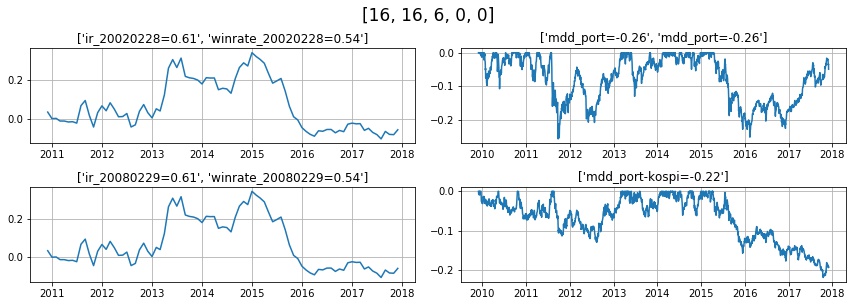 [16, 16, 6, 0, 0]
['ir_20020228=0.61', 'winrate_20020228=0.54']
0.2
0.0
2011 2012 2013 2014 2015 2016 2017 2018
['mdd_port=-0.26', 'mdd_port=-0.26']
0.0
−0.1
−0.2
2010 2011 2012 2013 2014 2015 2016 2017 2018
['ir_20080229=0.61', 'winrate_20080229=0.54']
0.2
0.0
2011 2012 2013 2014 2015 2016 2017 2018
['mdd_port-kospi=-0.22']
0.0
−0.1
−0.2
2010 2011 2012 2013 2014 2015 2016 2017 2018